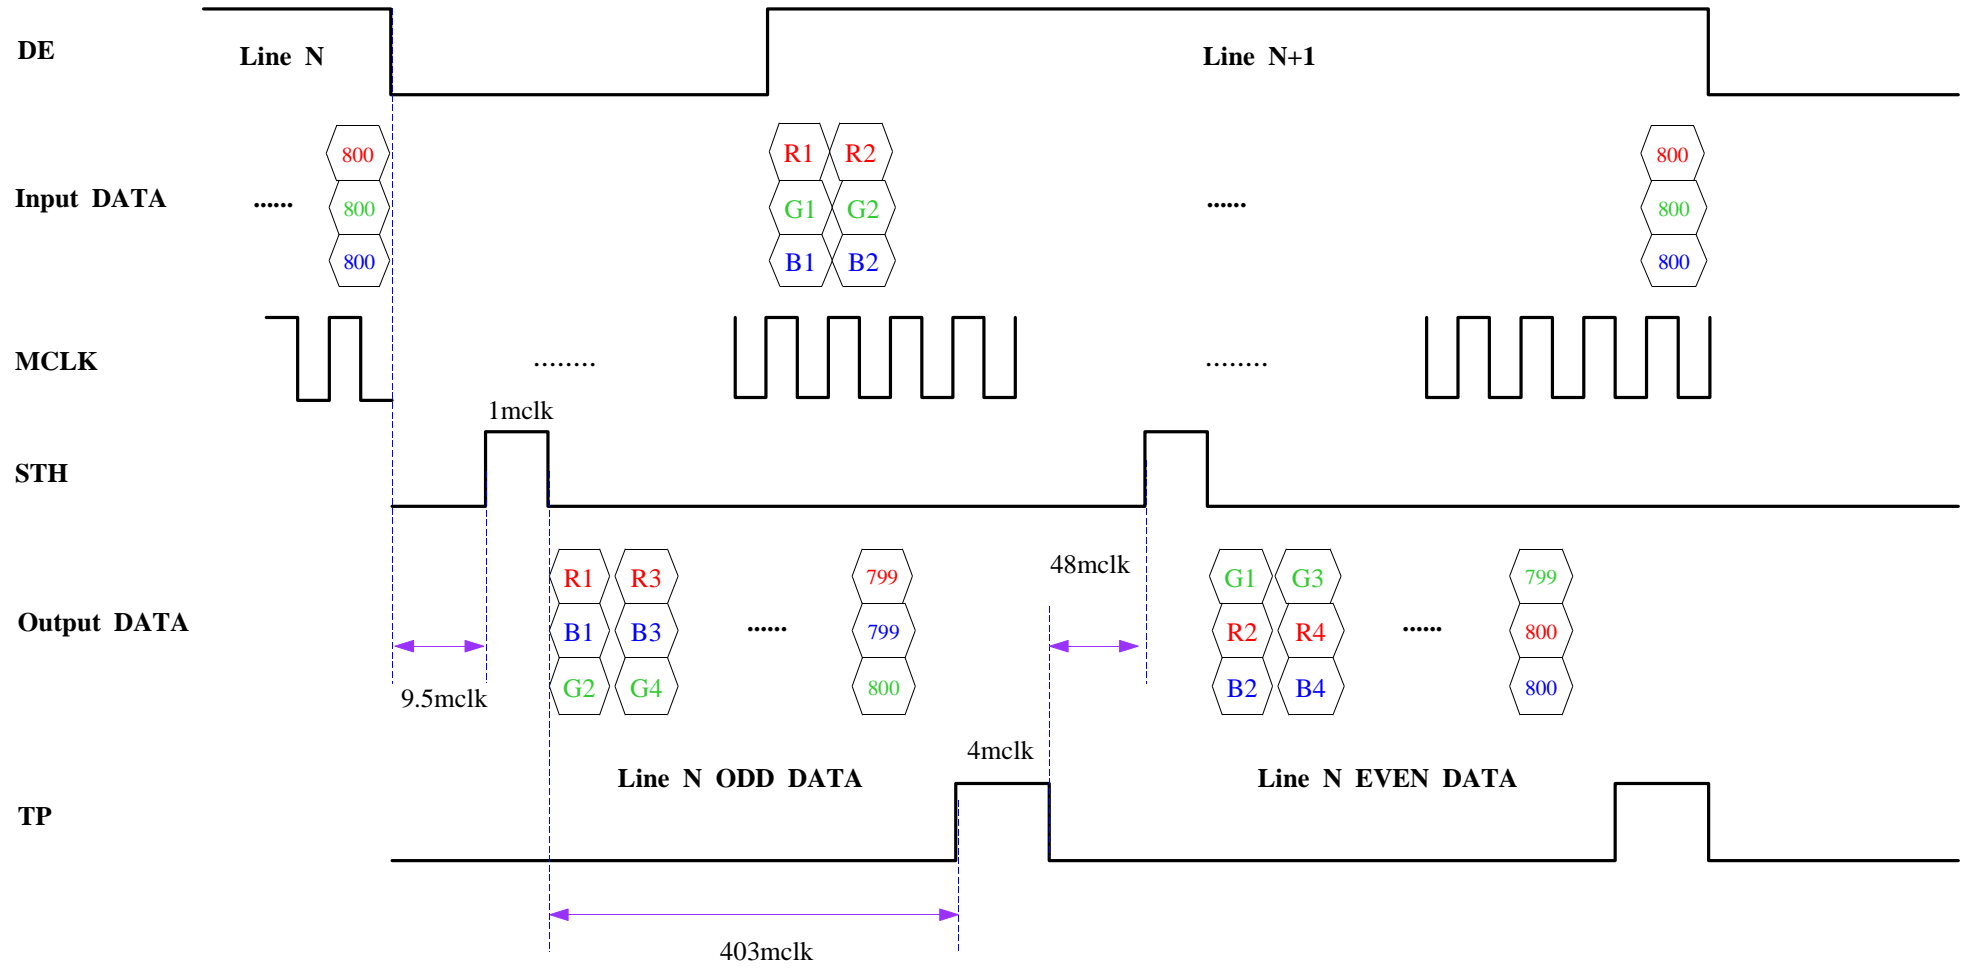 DE
Line N
Line N+1
Input DATA
800
800
800
......
R1 R2
G1 G2
B1 B2
......
800
800
800
MCLK
........
........
1mclk
STH
48mclk
Output DATA
R1 R3
B1 B3
G2 G4
......
799
799
800
G1 G3
R2 R4
B2 B4
......
799
800
800
9.5mclk
4mclk
Line N ODD DATA
Line N EVEN DATA
TP
403mclk